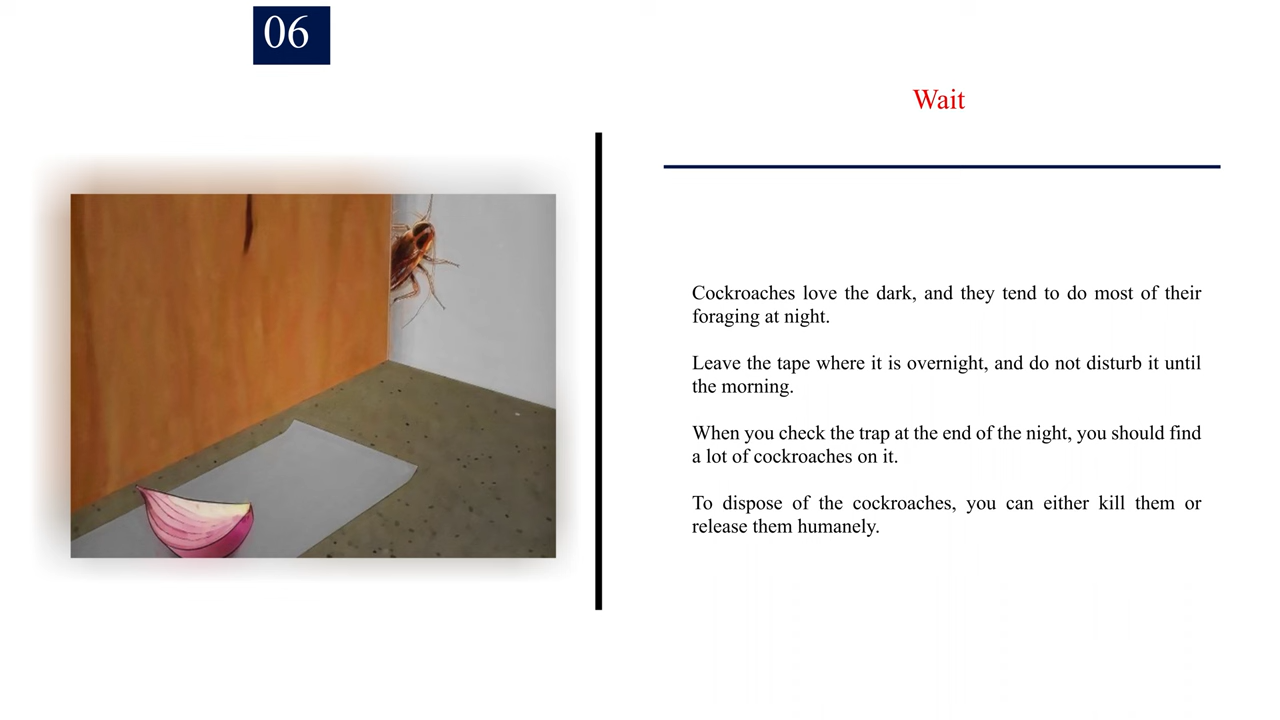 06
Wait
Cockroaches love the dark, and they tend to do most of their
foraging at night.
Leave the tape where it is overnight, and do not disturb it until
the morning.
When you check the trap at the end of the night, you should find
a lot of cockroaches on it.
To dispose of the cockroaches, you can either kill them or
release them humanely.